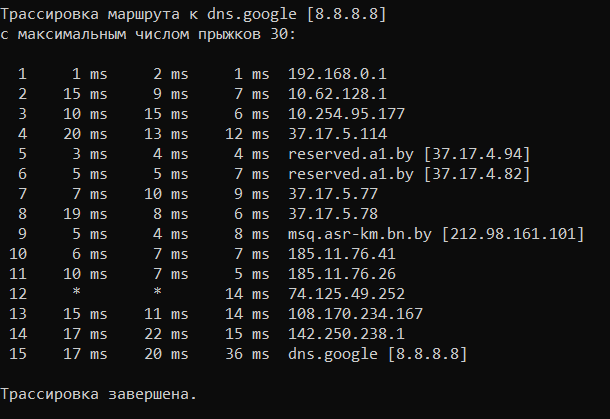 Трассировка маршрута к dns.google [8.8.8.8]
с максимальным числом прыжков 30:
1 1 ms 2 ms 1 ms 192.168.0.1
2 15 ms 9 ms 7 ms 10.62.128.1
3 10 ms 15 ms 6 ms 10.254.95.177
4 20 ms 13 ms 12 ms 37.17.5.114
5 3 ms 4 ms 4 ms reserved.a1.by [37.17.4.94]
6 5 ms 5 ms 7 ms reserved.a1.by [37.17.4.82]
7 7 ms 10 ms 9 ms 37.17.5.77
8 19 ms 8 ms 6 ms 37.17.5.78
9 5 ms 4 ms 8 ms msq.asr-km.bn.by [212.98.161.101]
10 6 ms 7 ms 7 ms 185.11.76.41
11 10 ms 7 ms 5 ms 185.11.76.26
12 * * 14 ms 74.125.49.252
13 15 ms 11 ms 14 ms 108.170.234.167
14 17 ms 22 ms 15 ms 142.250.238.1
15 17 ms 20 ms 36 ms dns.google [8.8.8.8]
Трассировка завершена.